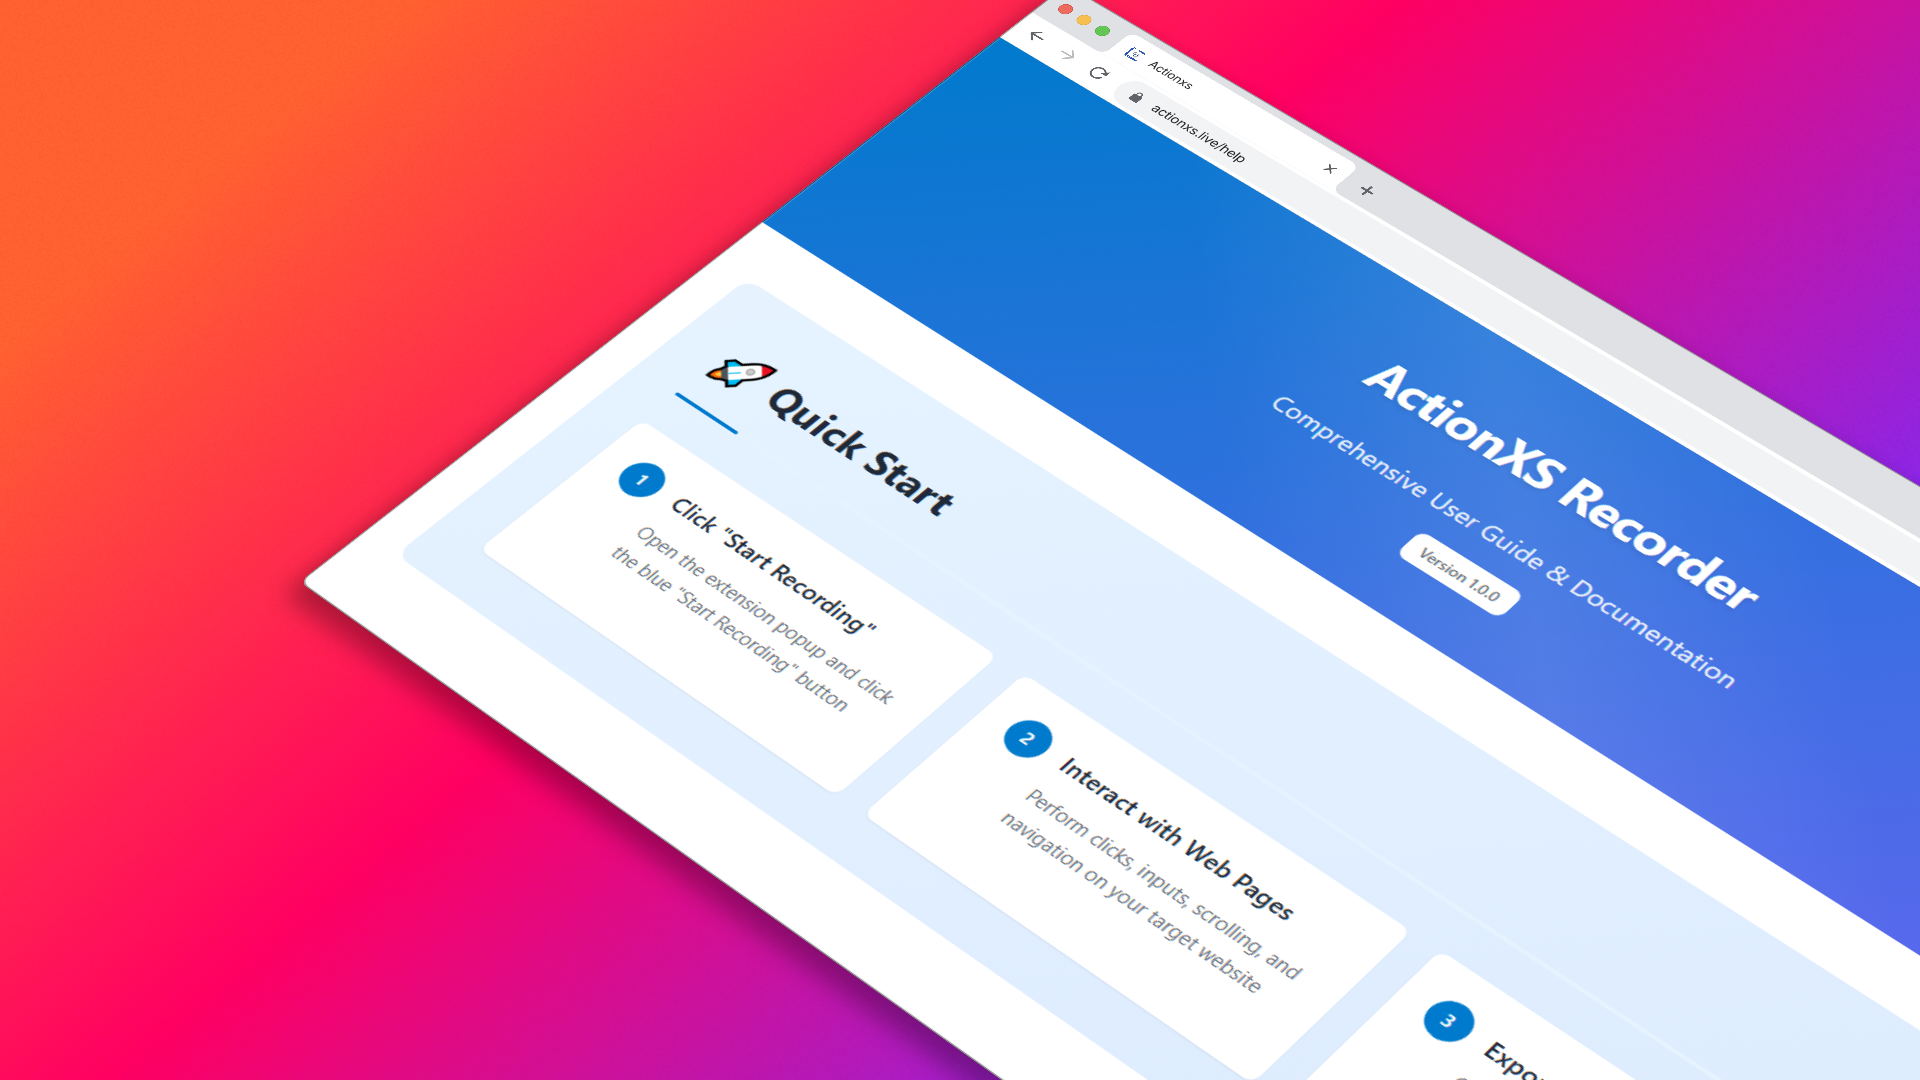 Actionxs
actionxs.live/help
ActionXS Recorder
Comprehensive User Guide & Documentation
Version 1.0.0
🚀 Quick Start
1
Click "Start Recording"
Open the extension popup and click
the blue "Start Recording" button
2
Interact with Web Pages
Perform clicks, inputs, scrolling, and
navigation on your target website
3